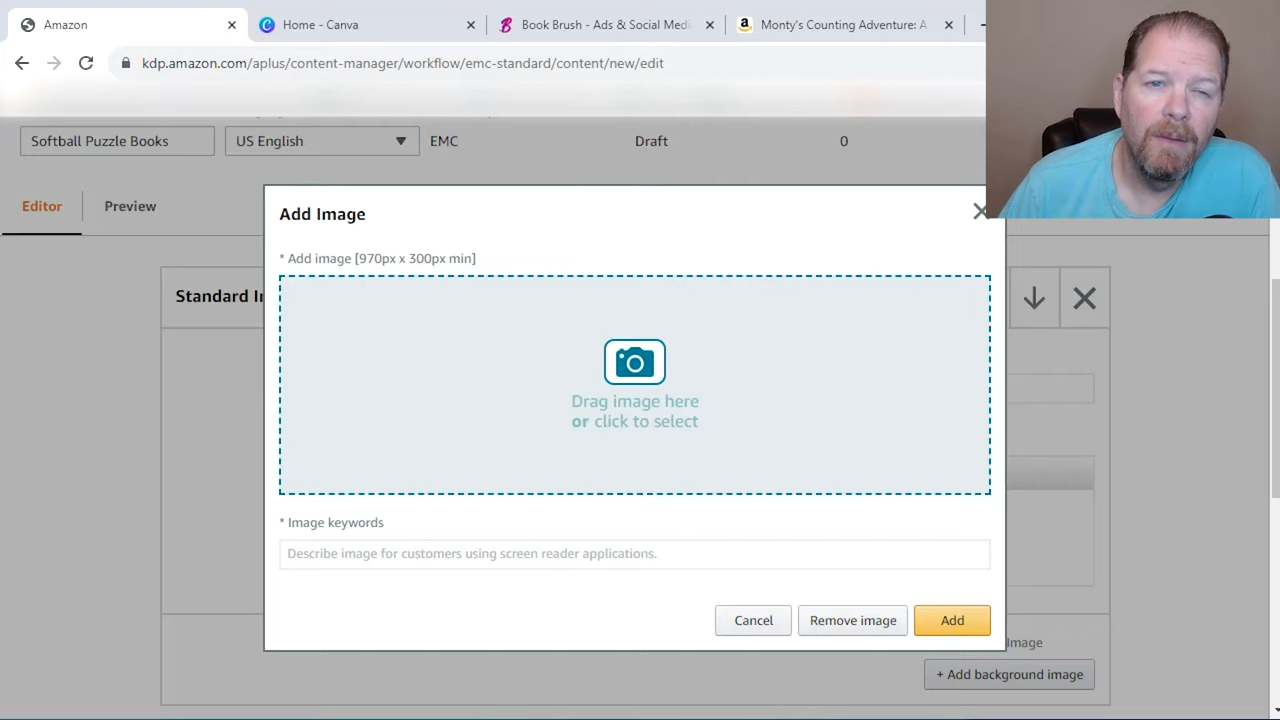 Amazon
Home - Canva
Book Brush - Ads & Social Medi
Monty's Counting Adventure: A
kdp.amazon.com/aplus/content-manager/workflow/emc-standard/content/new/edit
Softball Puzzle Books
US English
EMC
Draft
0
Editor
Preview
Add Image
* Add image [970px x 300px min]
Standard I
Drag image here
or click to select
* Image keywords
Describe image for customers using screen reader applications.
Cancel
Remove image
Add
Image
+ Add background image